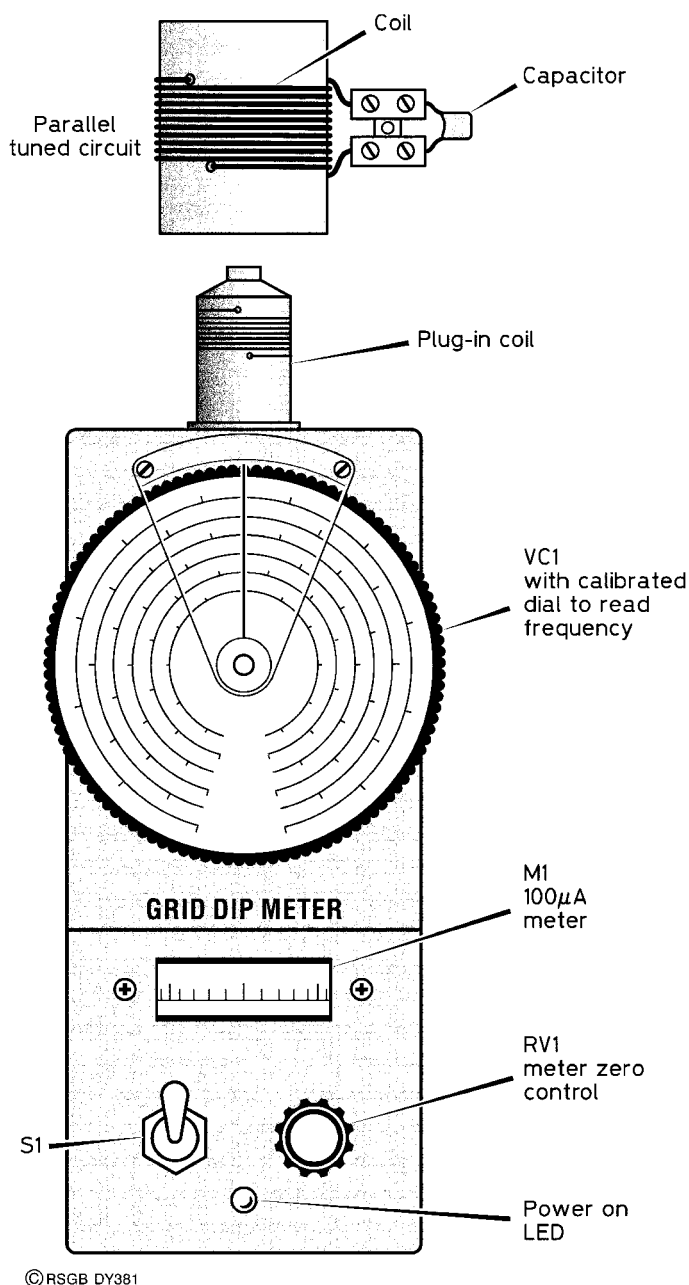 Coil
Capacitor
Parallel
tuned circuit
Plug-in coil
VC1
with calibrated
dial to read
frequency
GRID DIP METER
M1
100μA
meter
RV1
meter zero
control
S1
Power on
LED
©RSGB DY381